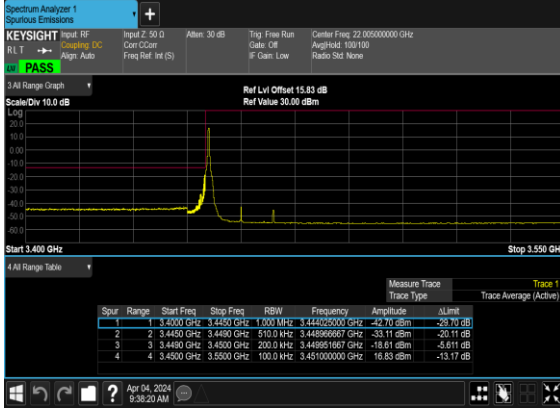 Spectrum Analyzer 1
Spurious Emissions
+
KEYSIGHT Input: RF Input Z: 50 Ω Atten: 30 dB Trig: Free Run Center Freq: 22.005000000 GHz
RLT Coupling: DC Corr CCorr Gate: Off Avg|Hold: 100/100
Align: Auto Freq Ref: Int (S) IF Gain: Low Radio Std: None
PASS
3.All Range Graph
Ref Lvl Offset 15.83 dB
Scale/Div 10.0 dB Ref Value 30.00 dBm
Log
20.0
10.0
0.00
-10.0
-20.0
-30.0
-40.0
-50.0
-60.0
Start 3.400 GHz Stop 3.550 GH
4.All Range Table
Measure Trace Trace 1
Trace Type Trace Average (Active)
Spur Range Start Freq Stop Freq RBW Frequency Amplitude ΔLimit
1 1 3.4000 GHz 3.4450 GHz 1.000 MHz 3.444025000 GHz -42.70 dBm -29.70 dB
2 2 3.4450 GHz 3.4490 GHz 510.0 kHz 3.448966667 GHz -33.11 dBm -20.11 dB
3 3 3.4490 GHz 3.4500 GHz 200.0 kHz 3.449951667 GHz -18.61 dBm -5.611 dB
4 4 3.4500 GHz 3.5500 GHz 100.0 kHz 3.451000000 GHz 16.83 dBm -13.17 dB
? Apr 04, 2024
9:38:20 AM